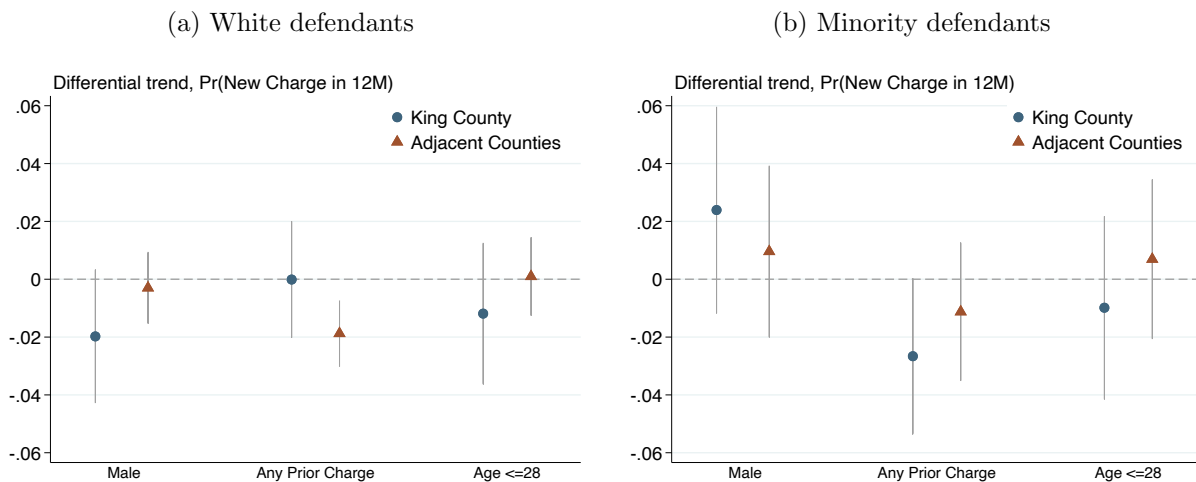 (a) White defendants
Differential trend, Pr(New Charge in 12M)
.06
.04
.02
0
-.02
-.04
-.06
King County
Adjacent Counties
Male
Any Prior Charge
Age <=28
(b) Minority defendants
Differential trend, Pr(New Charge in 12M)
.06
.04
.02
0
-.02
-.04
-.06
King County
Adjacent Counties
Male
Any Prior Charge
Age <=28